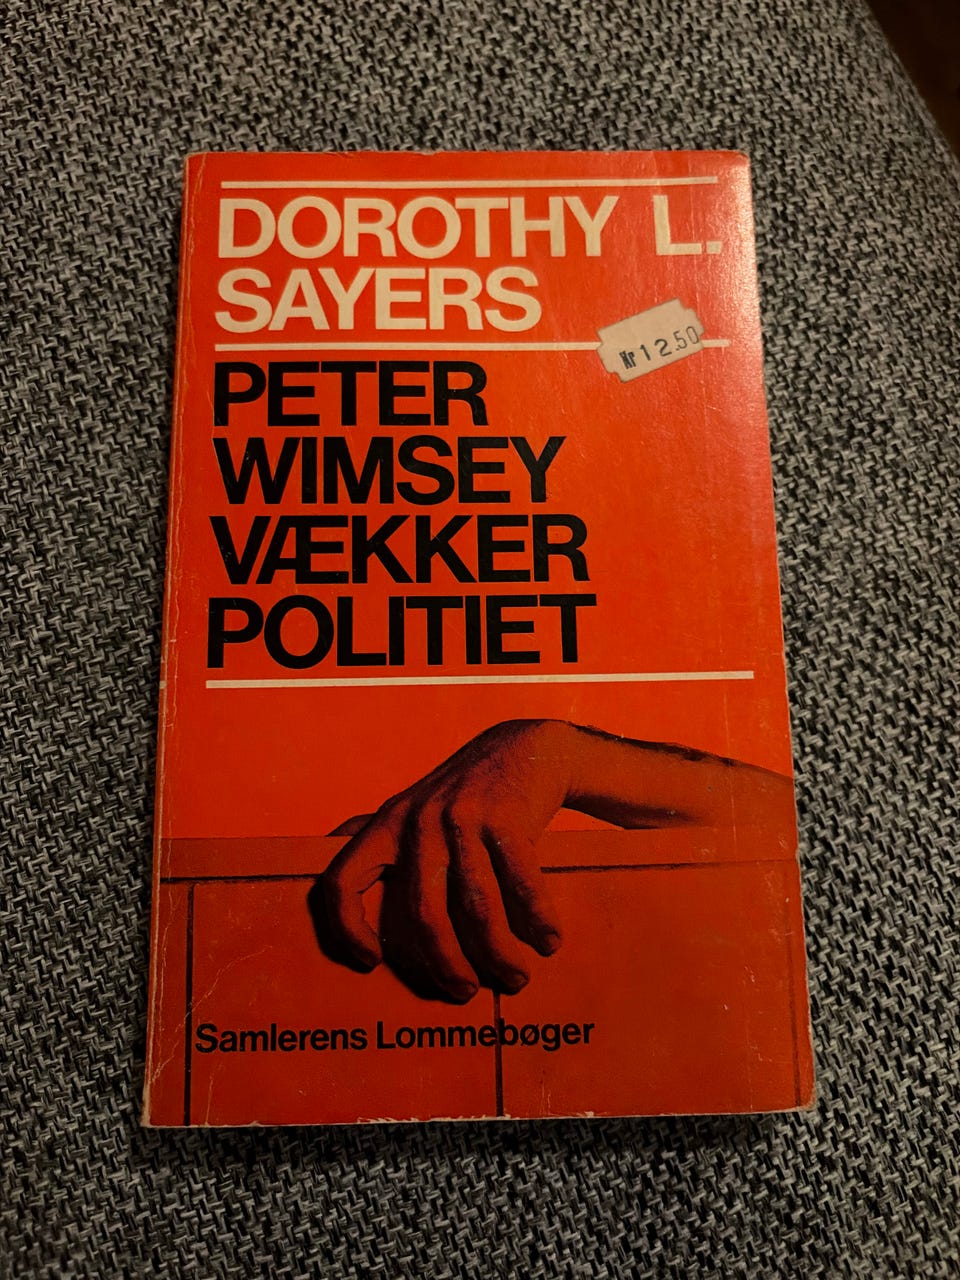 DOROTHY L.
SAYERS
Kr 12.50
PETER
WIMSEY
VÆKKER
POLITIET
Samlerens Lommebøger